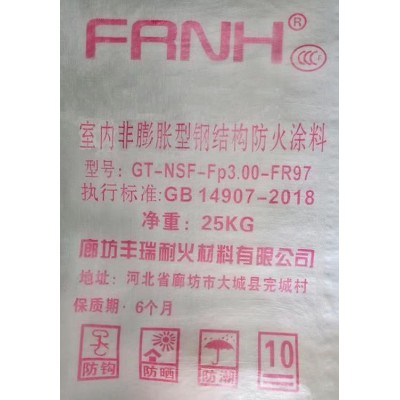 FRNH®
CCC F
室内非膨胀型钢结构防火涂料
型号：GT-NSF-Fp3.00-FR97
执行标准:GB 14907-2018
净重：25KG
廊坊丰瑞耐火材料有限公司
地址：河北省廊坊市大城县完城村
保质期·6个月
防钩 防晒 防潮 10